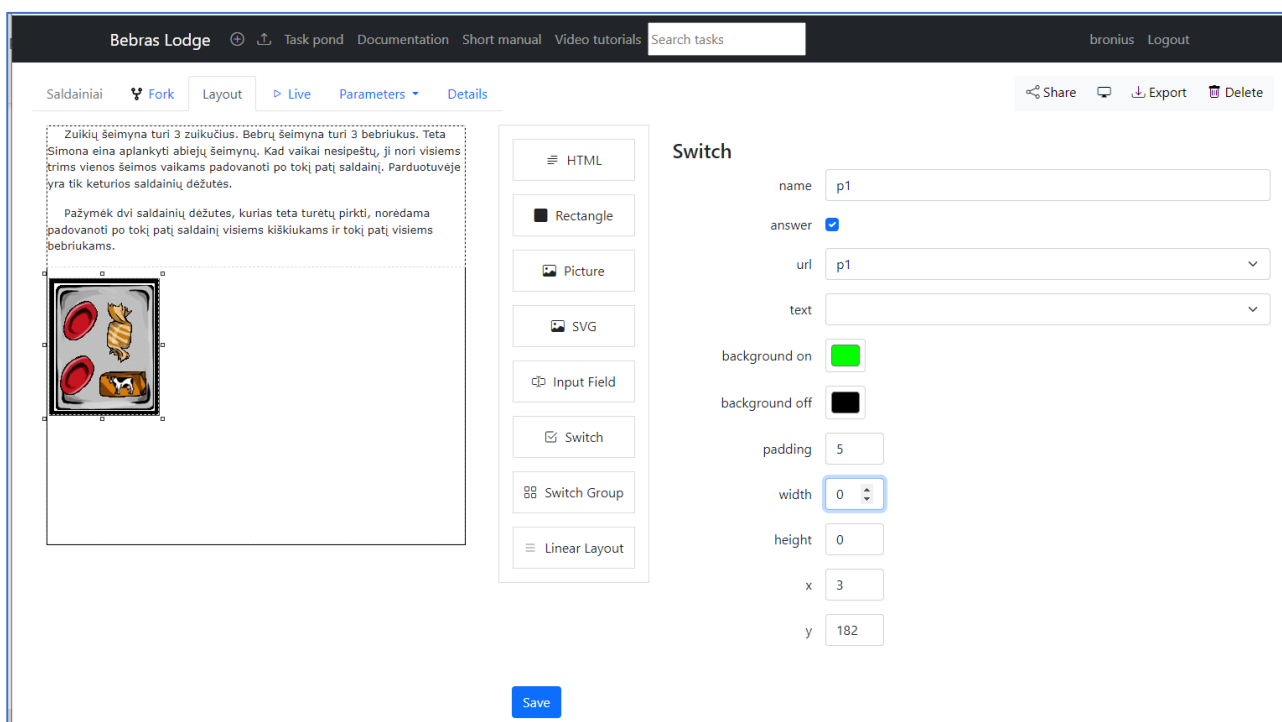 Bebras Lodge Task pond Documentation Short manual Video tutorials Search tasks bronius Logout
Saldainiai Fork Layout Live Parameters Details Share Export Delete
Zuikių šeimyna turi 3 zuikučius. Bebrų šeimyna turi 3 bebriukus. Teta
Simona eina aplankyti abiejų šeimynų. Kad vaikai nesipeštų, ji nori visiems
trims vienos šeimos vaikams padovanoti po tokį patį saldainį. Parduotuvėje
yra tik keturios saldainių dėžutės.
Pažymėk dvi saldainių dėžutes, kurias teta turėtų pirkti, norėdama
padovanoti po tokį patį saldainį visiems kiškiukams ir tokį patį visiems
bebriukams.
HTML
Rectangle
Picture
SVG
Input Field
Switch
Switch Group
Linear Layout
Switch
name p1
answer
url p1
text
background on
background off
padding 5
width 0
height 0
x 3
y 182
Save